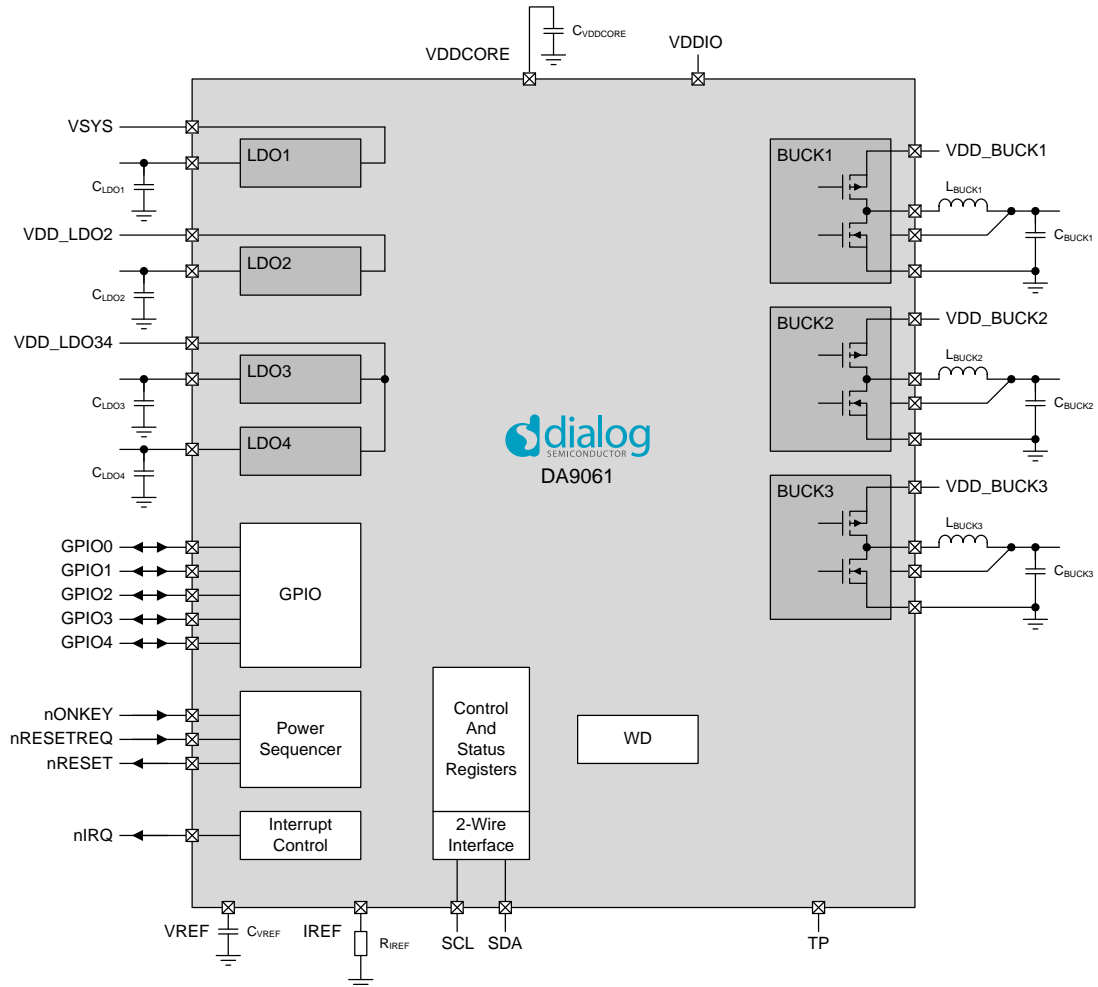 CVDDCORE
VDDCORE
VDDIO
VSYS
LDO1
CLDO1
VDD_LDO2
LDO2
CLDO2
VDD_LDO34
LDO3
CLDO3
LDO4
CLDO4
BUCK1
VDD_BUCK1
LBUCK1
CBUCK1
BUCK2
VDD_BUCK2
LBUCK2
CBUCK2
BUCK3
VDD_BUCK3
LBUCK3
CBUCK3
dialog
SEMICONDUCTOR
DA9061
GPIO0
GPIO1
GPIO2
GPIO3
GPIO4
GPIO
nONKEY
nRESETREQ
nRESET
Power
Sequencer
Control
And
Status
Registers
WD
nIRQ
Interrupt
Control
2-Wire
Interface
VREF
CVREF
IREF
RIREF
SCL
SDA
TP